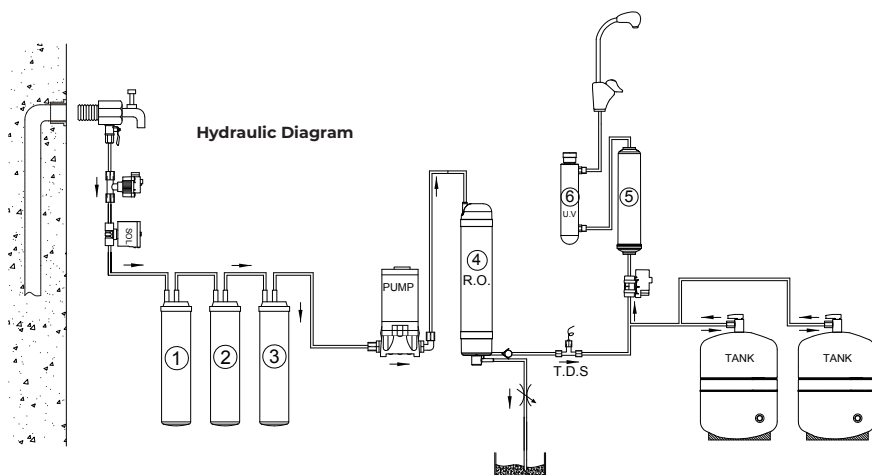 Hydraulic Diagram
SOL
1
2
3
PUMP
4
R.O.
T.D.S
6
U.V
5
TANK
TANK